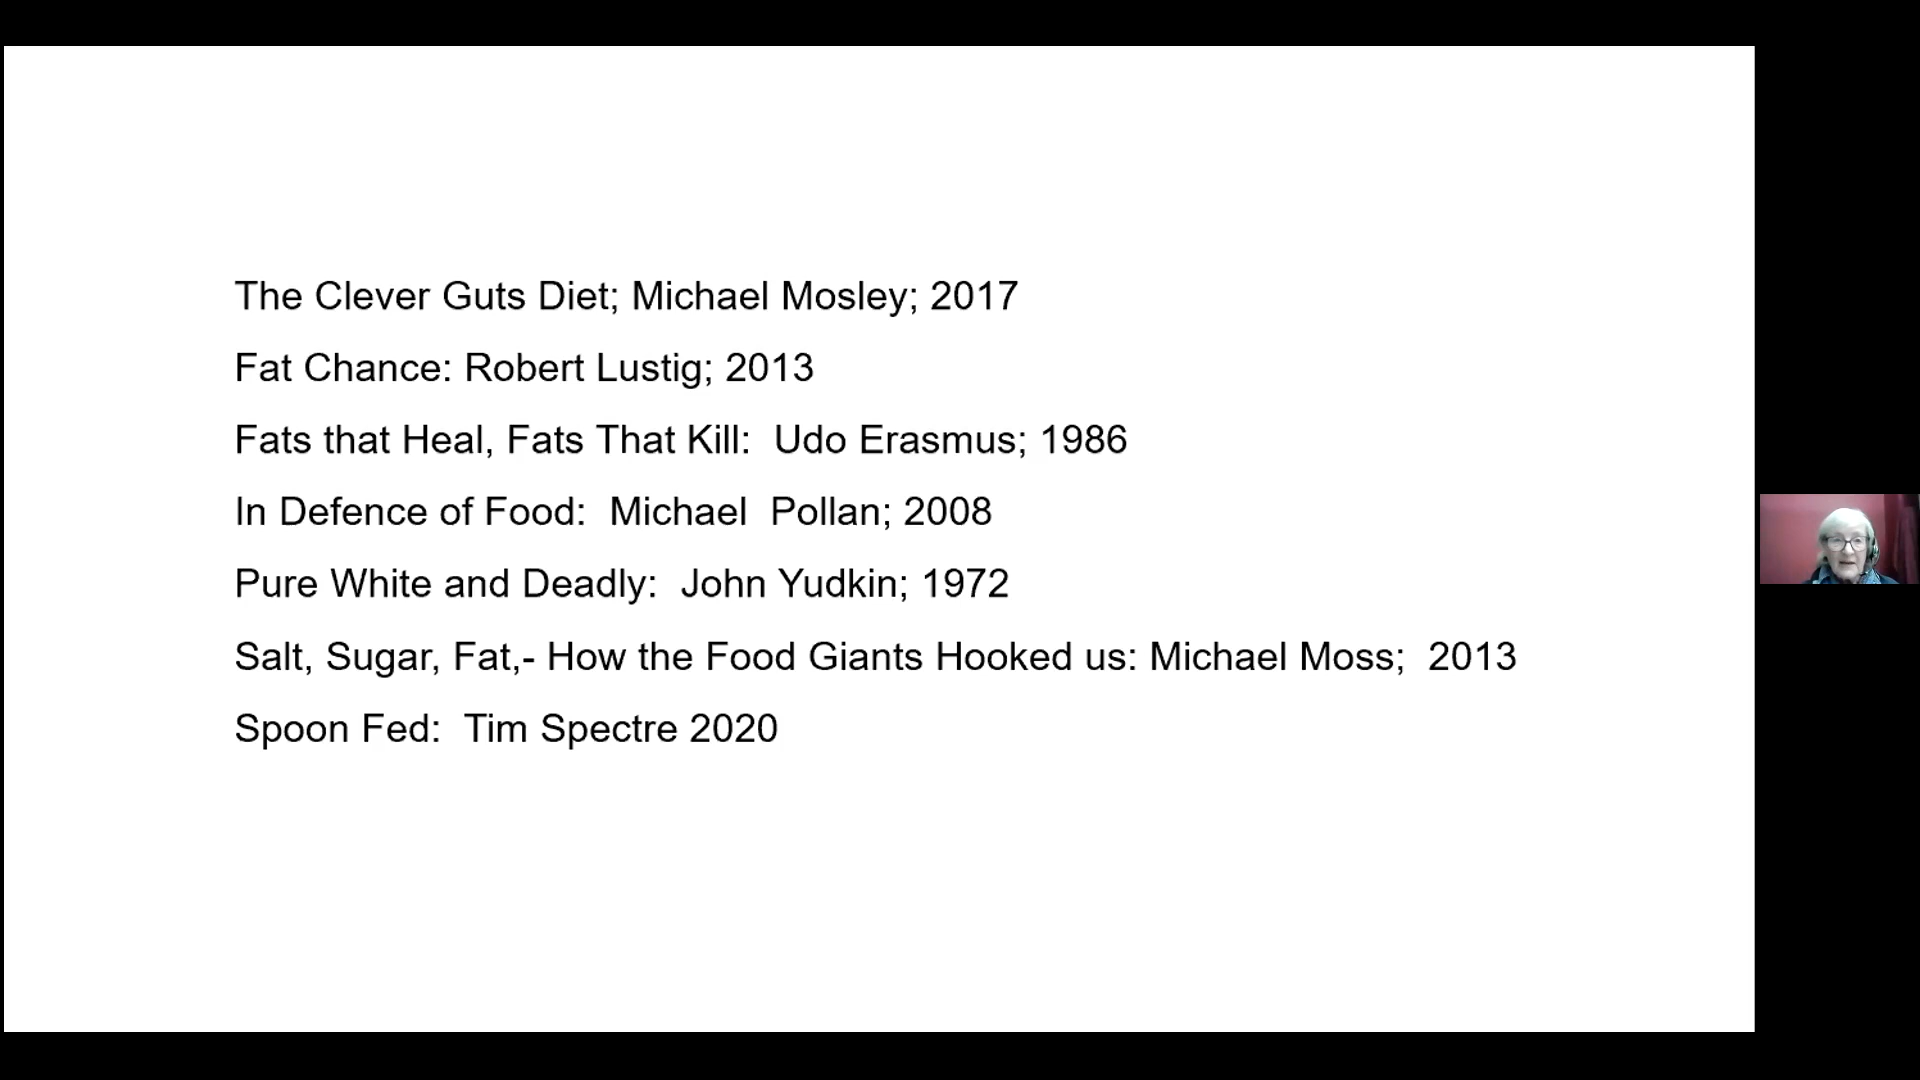 The Clever Guts Diet; Michael Mosley; 2017
Fat Chance: Robert Lustig; 2013
Fats that Heal, Fats That Kill:  Udo Erasmus; 1986
In Defence of Food:  Michael  Pollan; 2008
Pure White and Deadly:  John Yudkin; 1972
Salt, Sugar, Fat,- How the Food Giants Hooked us: Michael Moss;  2013
Spoon Fed:  Tim Spectre 2020